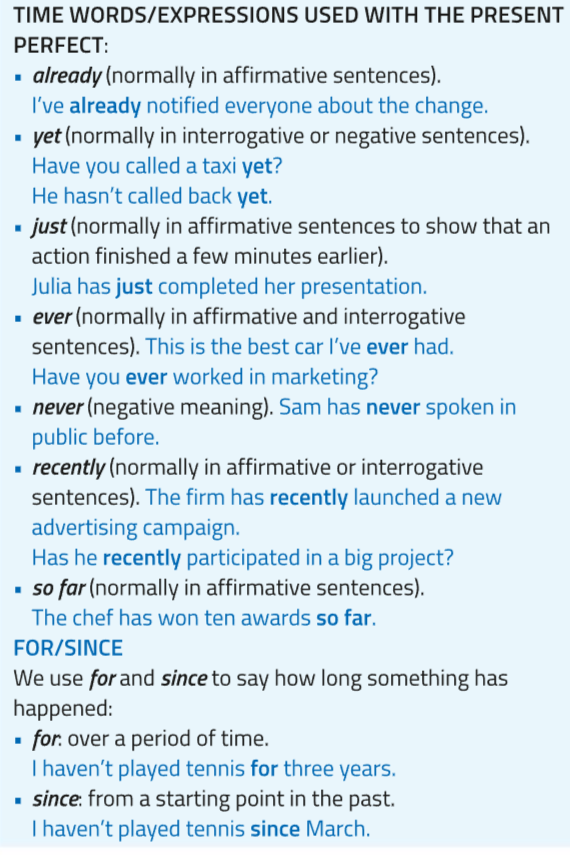 TIME WORDS/EXPRESSIONS USED WITH THE PRESENT
PERFECT:
▪ already (normally in affirmative sentences).
I've already notified everyone about the change.
▪ yet (normally in interrogative or negative sentences).
Have you called a taxi yet?
He hasn't called back yet.
▪ just (normally in affirmative sentences to show that an
action finished a few minutes earlier).
Julia has just completed her presentation.
▪ ever (normally in affirmative and interrogative
sentences). This is the best car I've ever had.
Have you ever worked in marketing?
▪ never (negative meaning). Sam has never spoken in
public before.
▪ recently (normally in affirmative or interrogative
sentences). The firm has recently launched a new
advertising campaign.
Has he recently participated in a big project?
▪ so far (normally in affirmative sentences).
The chef has won ten awards so far.
FOR/SINCE
We use for and since to say how long something has
happened:
▪ for: over a period of time.
I haven't played tennis for three years.
▪ since: from a starting point in the past.
I haven't played tennis since March.